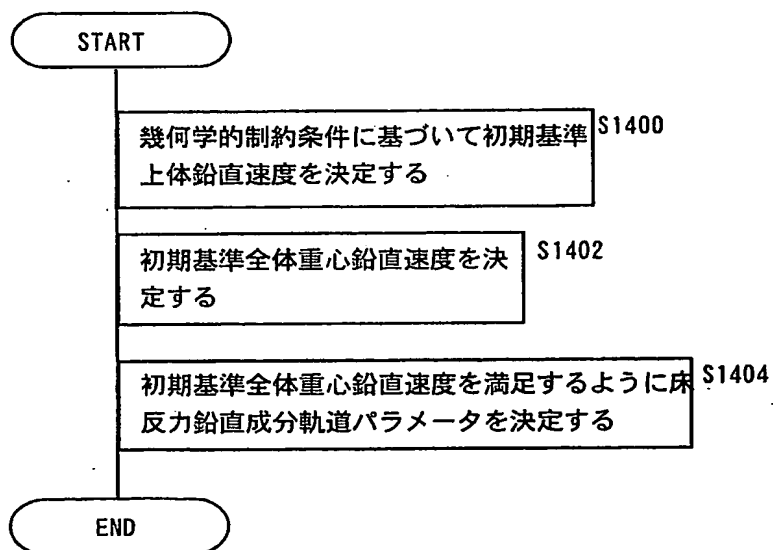 START
S1400
幾何学的制約条件に基づいて初期基準
上体鉛直速度を決定する
S1402
初期基準全体重心鉛直速度を決
定する
S1404
初期基準全体重心鉛直速度を満足するように床
反力鉛直成分軌道パラメータを決定する
END